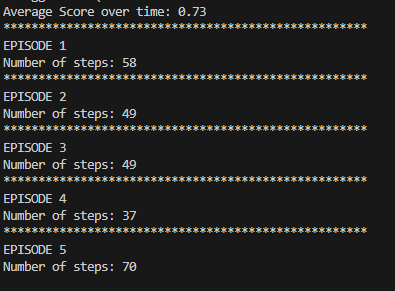 Average Score over time: 0.73
****************************************************
EPISODE 1
Number of steps: 58
****************************************************
EPISODE 2
Number of steps: 49
****************************************************
EPISODE 3
Number of steps: 49
****************************************************
EPISODE 4
Number of steps: 37
****************************************************
EPISODE 5
Number of steps: 70